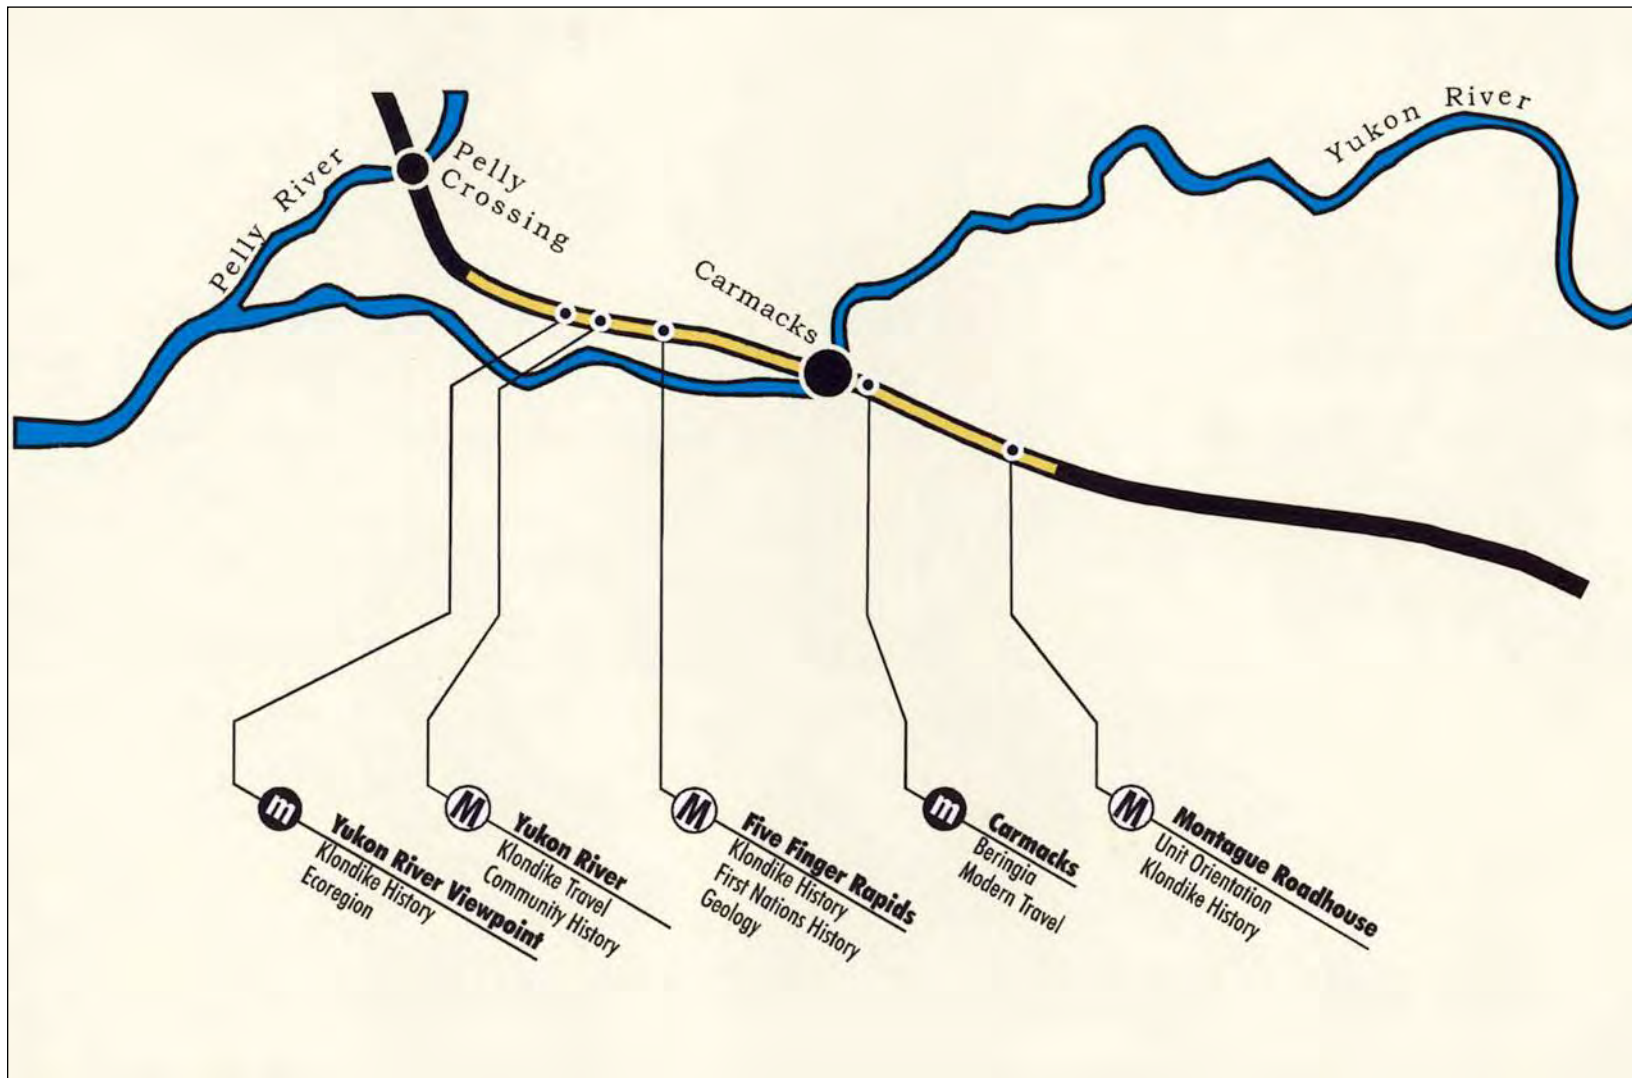 Pelly River
Pelly
Crossing
Carmacks
Yukon River
m
Yukon River Viewpoint
Klondike History
Ecoregion
M
Yukon River
Klondike Travel
Community History
M
Five Finger Rapids
Klondike History
First Nations History
Geology
m
Carmacks
Beringia
Modern Travel
M
Montague Roadhouse
Unit Orientation
Klondike History